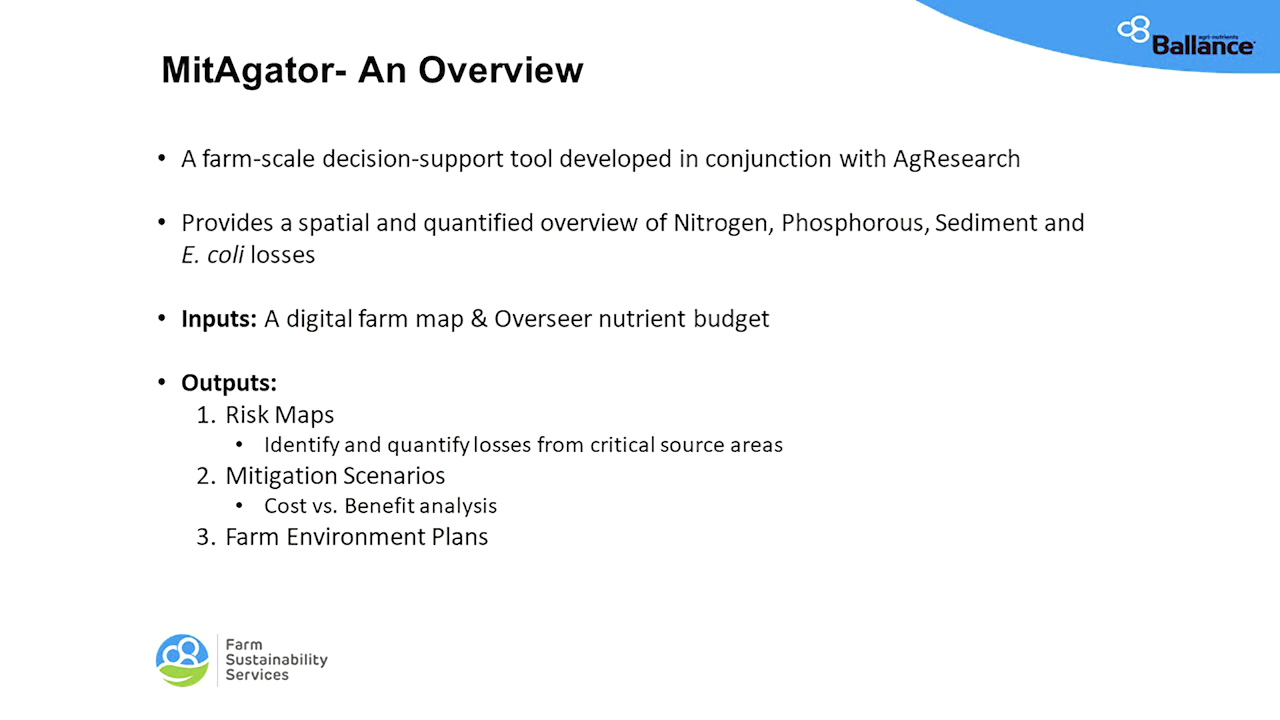 agri-nutrients
Ballance
MitAgator- An Overview
• A farm-scale decision-support tool developed in conjunction with AgResearch
• Provides a spatial and quantified overview of Nitrogen, Phosphorous, Sediment and
E. coli losses
• Inputs: A digital farm map & Overseer nutrient budget
• Outputs:
1. Risk Maps
• Identify and quantify losses from critical source areas
2. Mitigation Scenarios
• Cost vs. Benefit analysis
3. Farm Environment Plans
Farm
Sustainability
Services